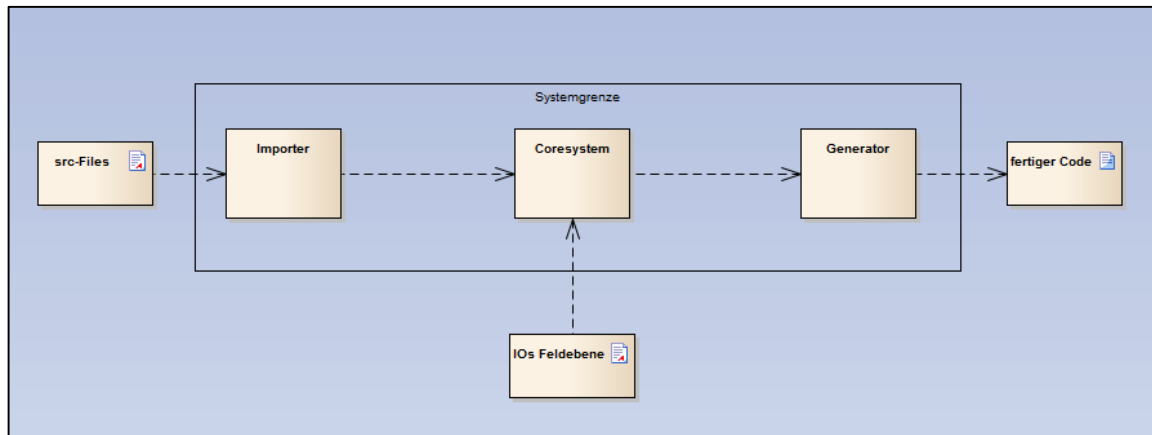 Systemgrenze
src-Files
Importer
Coresystem
Generator
fertiger Code
IOs Feldebene